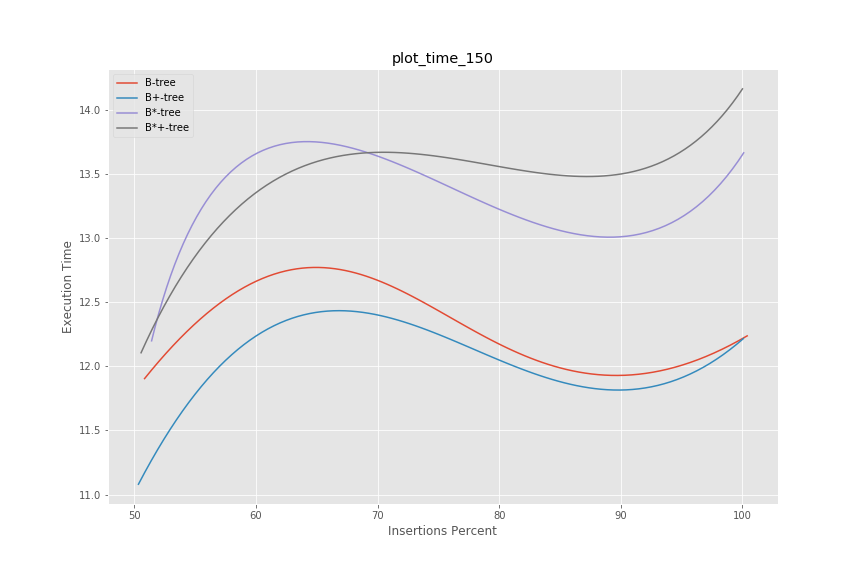 plot_time_150
B-tree
B+-tree
B*-tree
B*+-tree
Execution Time
14.0
13.5
13.0
12.5
12.0
11.5
11.0
50 60 70 80 90 100
Insertions Percent